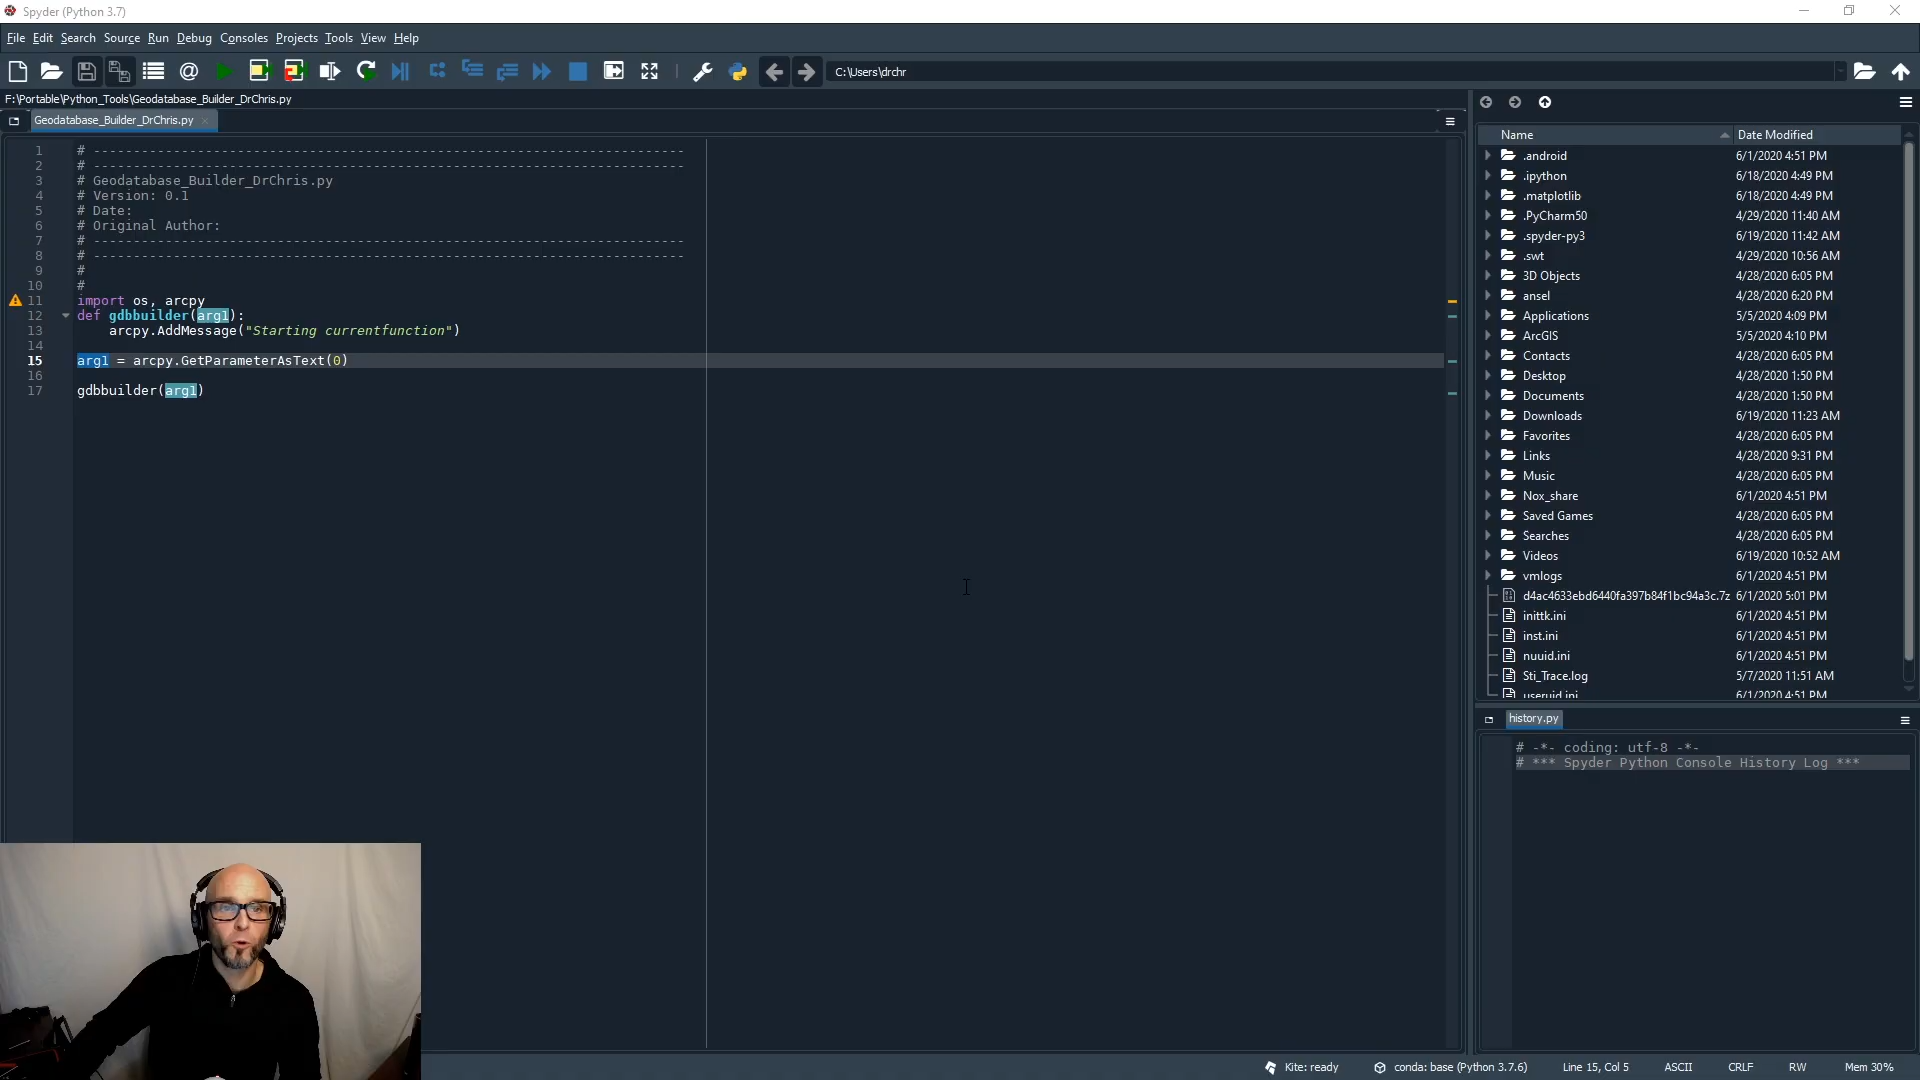 Spyder (Python 3.7)
File Edit Search Source Run Debug Consoles Projects Tools View Help
C:\Users\drchr
F:\Portable\Python_Tools\Geodatabase_Builder_DrChris.py
Geodatabase_Builder_DrChris.py
1 # --------------------------------------------------------------------------
2 # --------------------------------------------------------------------------
3 # Geodatabase_Builder_DrChris.py
4 # Version: 0.1
5 # Date:
6 # Original Author:
7 # --------------------------------------------------------------------------
8 # --------------------------------------------------------------------------
9 #
10 #
11 import os, arcpy
12 def gdbbuilder(arg1):
13 arcpy.AddMessage("Starting currentfunction")
14
15 arg1 = arcpy.GetParameterAsText(0)
16
17 gdbbuilder(arg1)
Name Date Modified
.android 6/1/2020 4:51 PM
.ipython 6/18/2020 4:49 PM
.matplotlib 6/18/2020 4:49 PM
.PyCharm50 4/29/2020 11:40 AM
.spyder-py3 6/19/2020 11:42 AM
.swt 4/29/2020 10:56 AM
3D Objects 4/28/2020 6:05 PM
ansel 4/28/2020 6:20 PM
Applications 5/5/2020 4:09 PM
ArcGIS 5/5/2020 4:10 PM
Contacts 4/28/2020 6:05 PM
Desktop 4/28/2020 1:50 PM
Documents 4/28/2020 1:50 PM
Downloads 6/19/2020 11:23 AM
Favorites 4/28/2020 6:05 PM
Links 4/28/2020 9:31 PM
Music 4/28/2020 6:05 PM
Nox_share 6/1/2020 4:51 PM
Saved Games 4/28/2020 6:05 PM
Searches 4/28/2020 6:05 PM
Videos 6/19/2020 10:52 AM
vmlogs 6/1/2020 4:51 PM
d4ac4633ebd6440fa397b84f1bc94a3c.7z 6/1/2020 5:01 PM
inittk.ini 6/1/2020 4:51 PM
inst.ini 6/1/2020 4:51 PM
nuuid.ini 6/1/2020 4:51 PM
Sti_Trace.log 5/7/2020 11:51 AM
useruid.ini 6/1/2020 4:51 PM
history.py
# -*- coding: utf-8 -*-
# *** Spyder Python Console History Log ***
Kite: ready conda: base (Python 3.7.6) Line 15, Col 5 ASCII CRLF RW Mem 30%